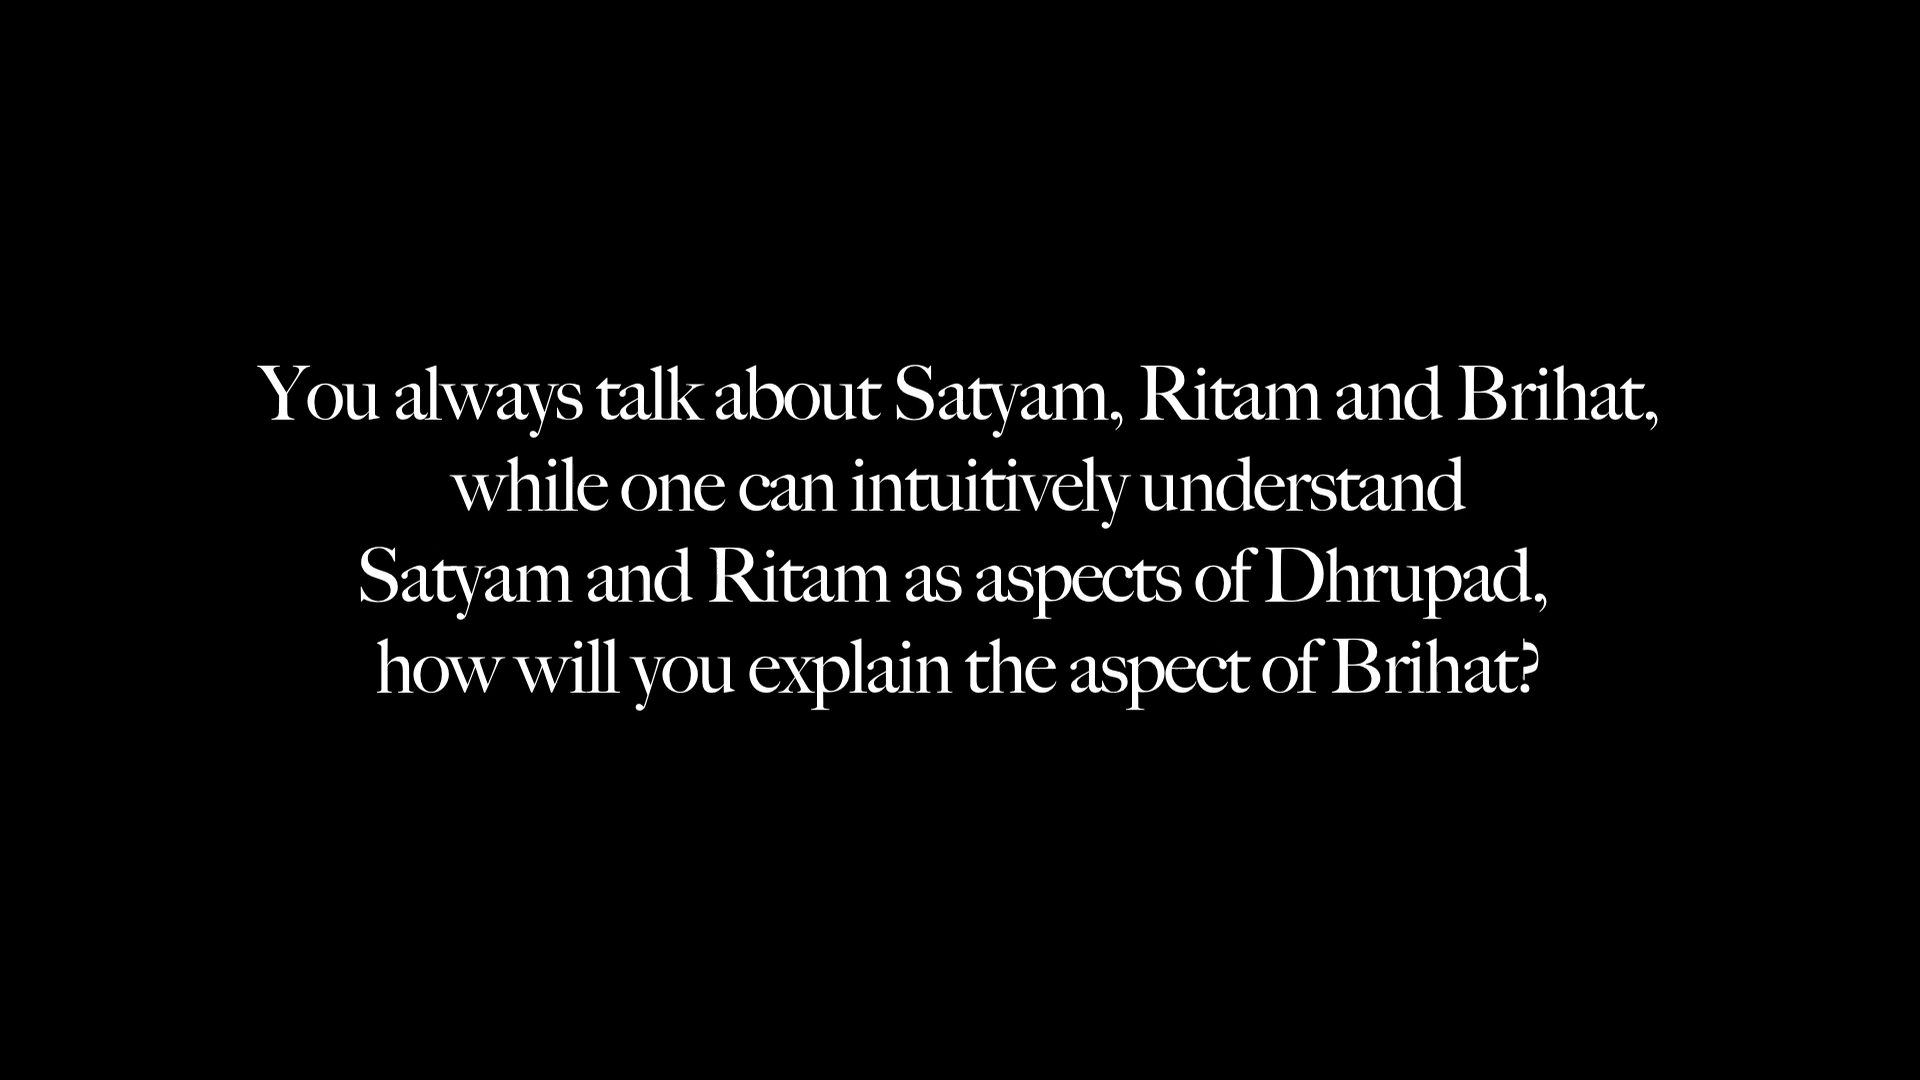 You always talk about Satyam, Ritam and Brihat,
while one can intuitively understand
Satyam and Ritam as aspects of Dhrupad,
how will you explain the aspect of Brihat?